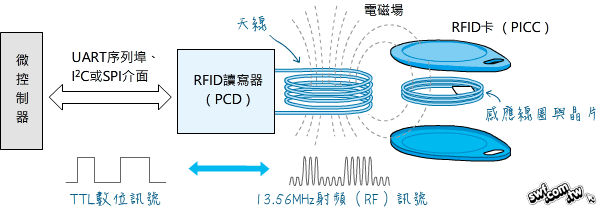 電磁場
天線
RFID卡（PICC）
UART序列埠、
I²C或SPI介面
微控制器
RFID讀寫器
（PCD）
感應線圈與晶片
TTL數位訊號
13.56MHz射頻（RF）訊號
swf.com.tw